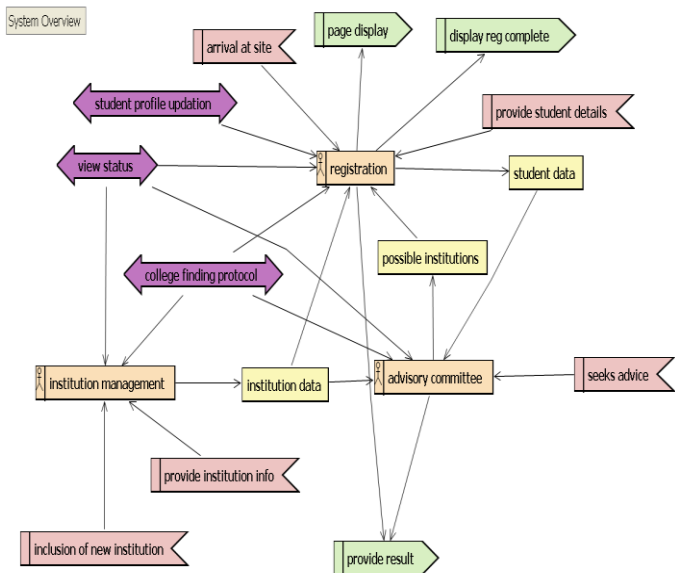 System Overview
page display
display reg complete
arrival at site
student profile updation
provide student details
view status
registration
student data
possible institutions
college finding protocol
institution management
institution data
advisory committee
seeks advice
provide institution info
inclusion of new institution
provide result